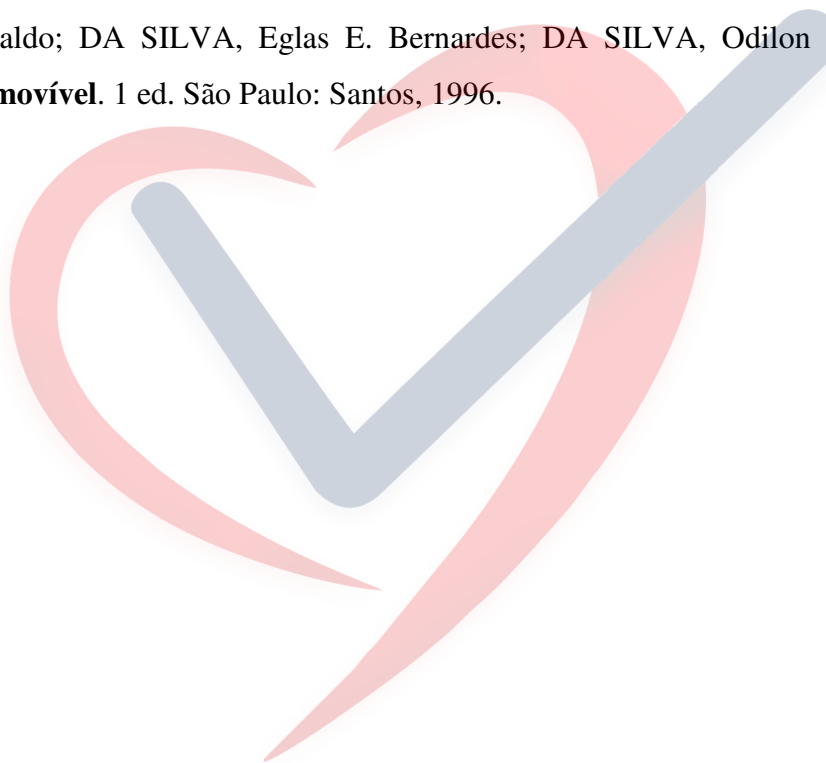 aldo; DA SILVA, Eglas E. Bernardes; DA SILVA, Odilon
movível. 1 ed. São Paulo: Santos, 1996.